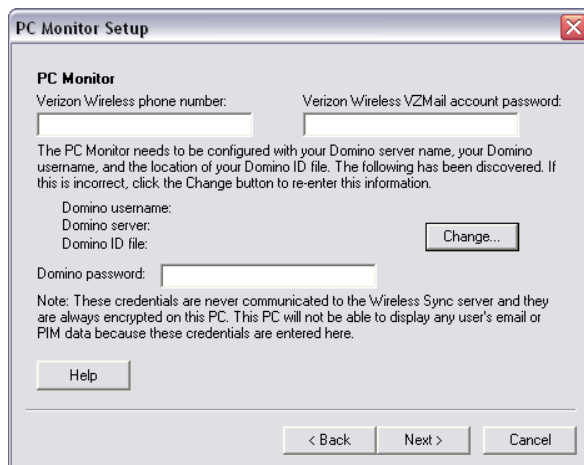 PC Monitor Setup
PC Monitor
Verizon Wireless phone number:
Verizon Wireless VZMail account password:
The PC Monitor needs to be configured with your Domino server name, your Domino
username, and the location of your Domino ID file. The following has been discovered. If
this is incorrect, click the Change button to re-enter this information.
Domino username:
Domino server:
Domino ID file:
Change...
Domino password:
Note: These credentials are never communicated to the Wireless Sync server and they
are always encrypted on this PC. This PC will not be able to display any user's email or
PIM data because these credentials are entered here.
Help
< Back
Next >
Cancel